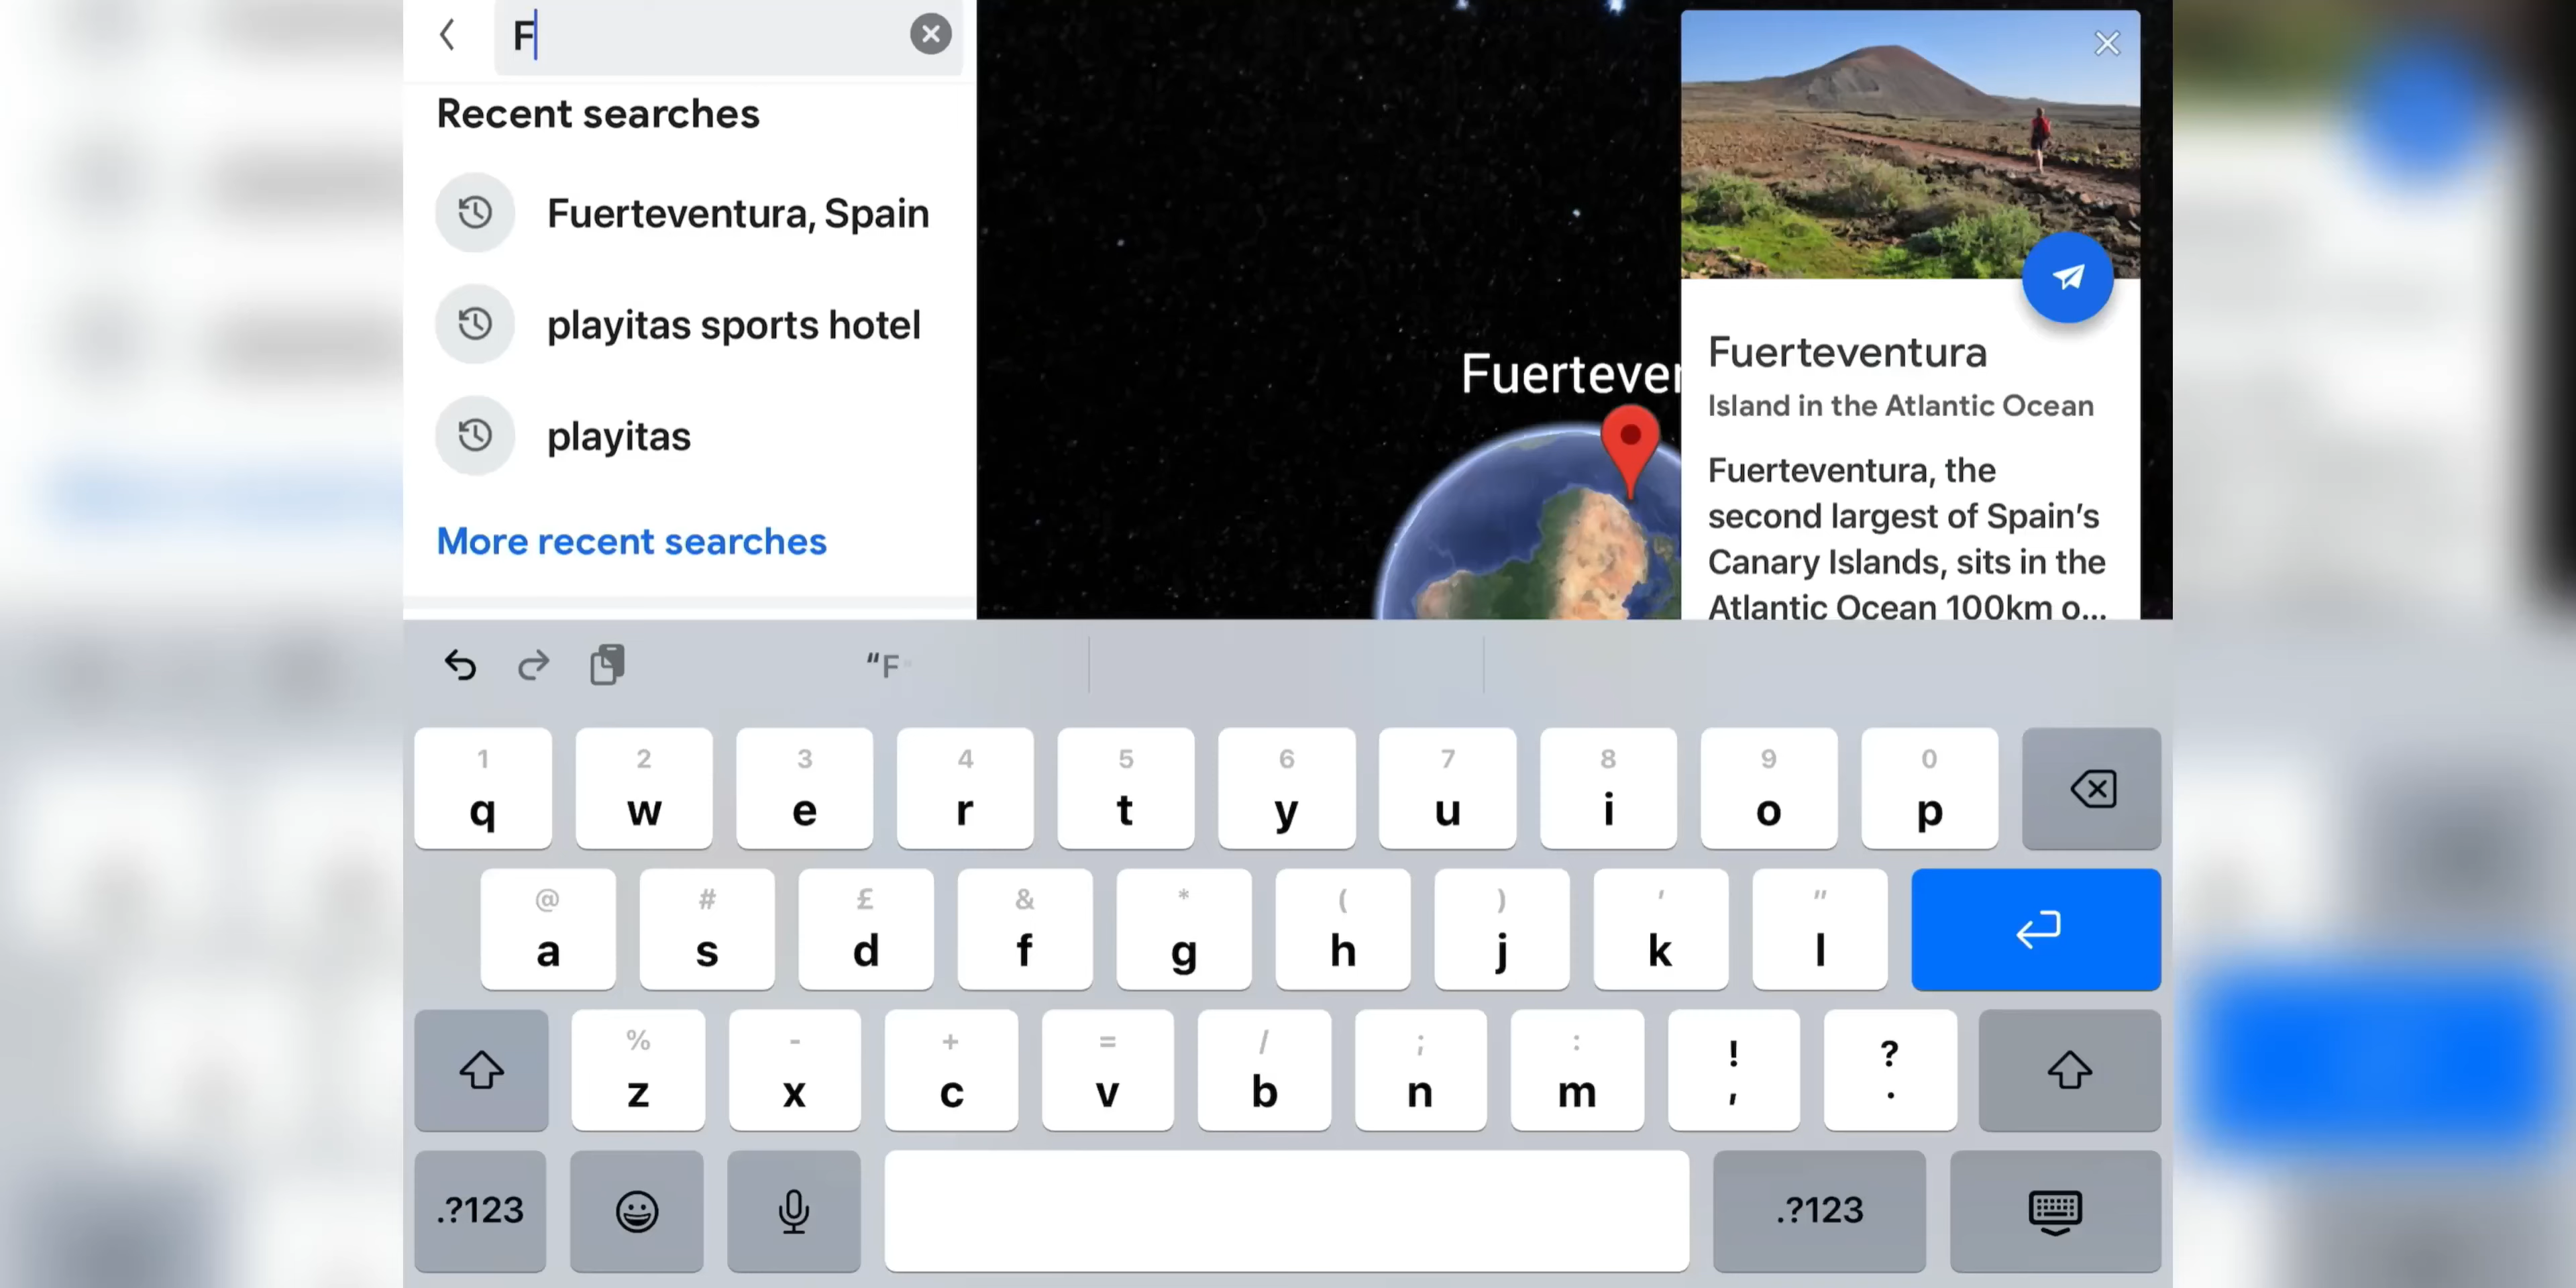 F
Recent searches
Fuerteventura, Spain
playitas sports hotel
playitas
More recent searches
Fuerteven
Fuerteventura
Island in the Atlantic Ocean
Fuerteventura, the
second largest of Spain's
Canary Islands, sits in the
Atlantic Ocean 100km o...
"F"
1 2 3 4 5 6 7 8 9 0
q w e r t y u i o p
@ # £ & * ( ) ' "
a s d f g h j k l
% - + = / ; : ! ?
z x c v b n m , .
.?123 .?123